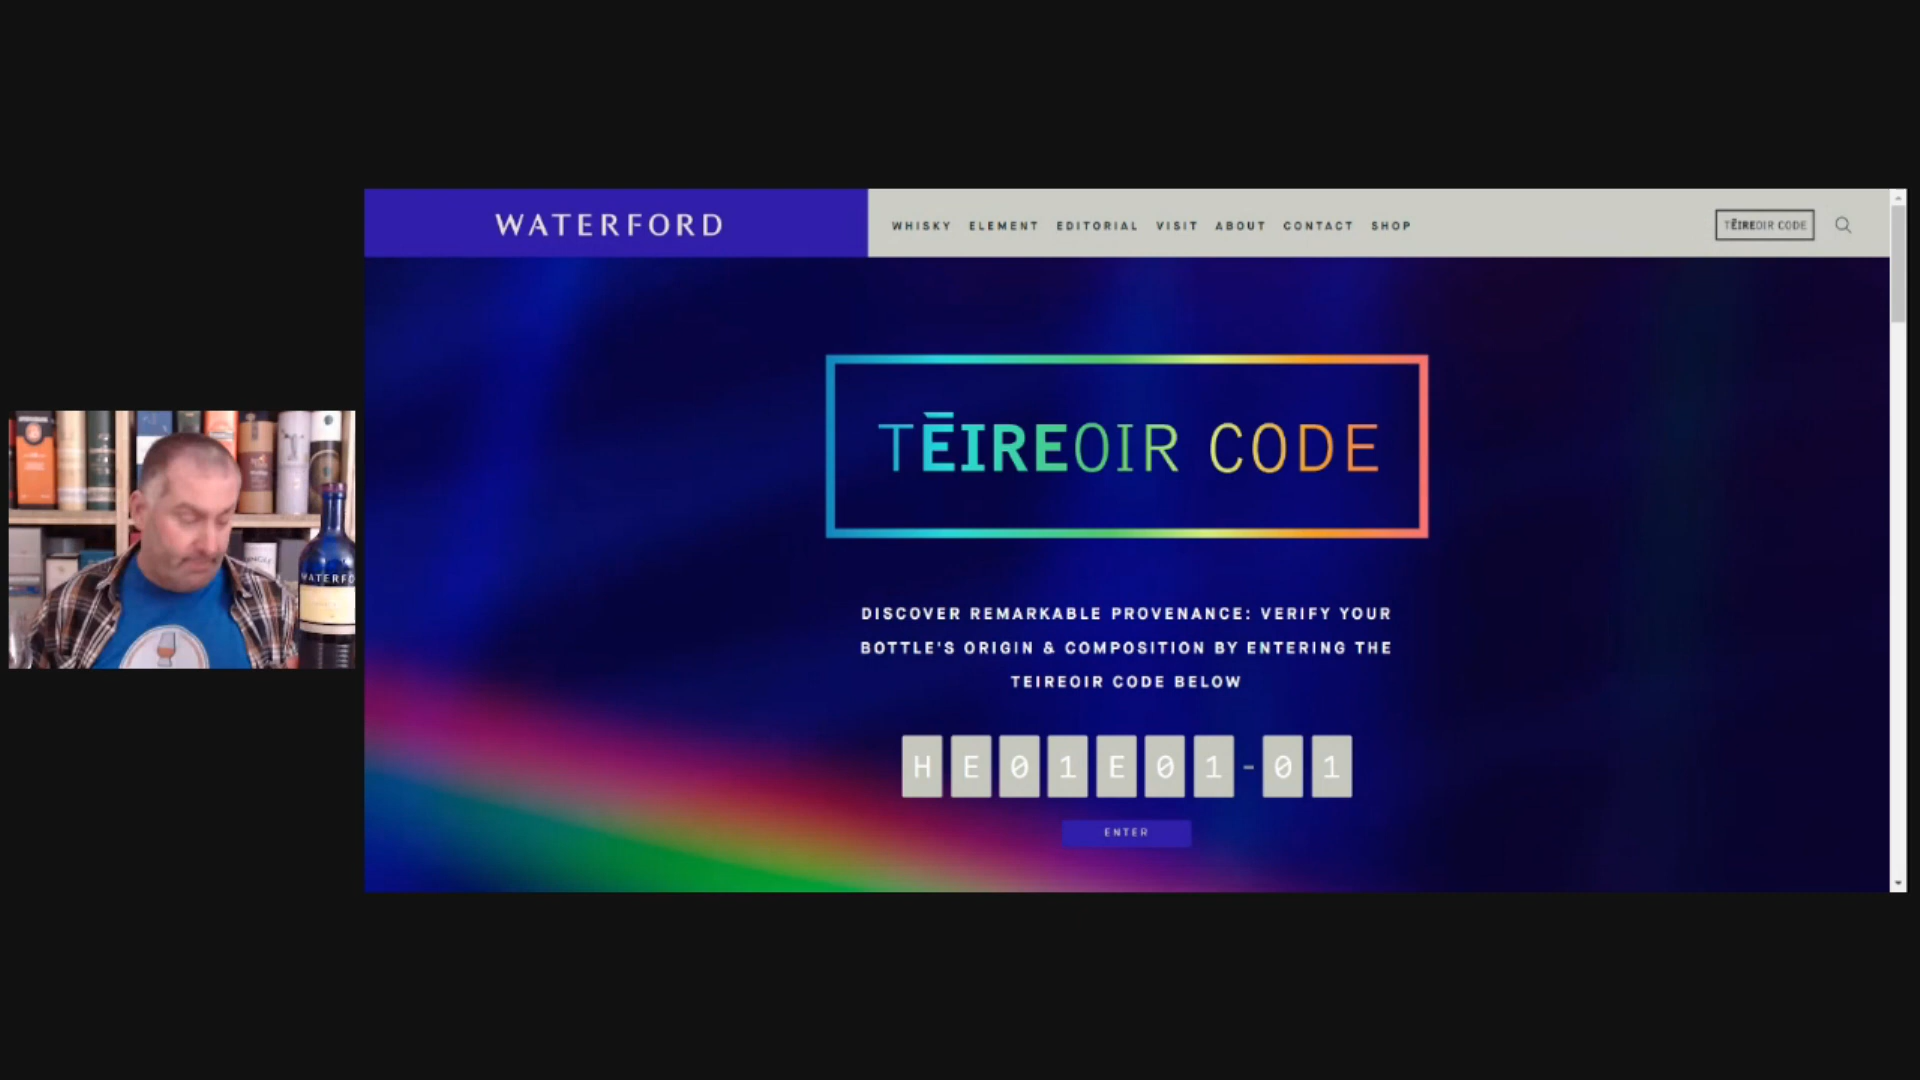 WATERFORD
WHISKY ELEMENT EDITORIAL VISIT ABOUT CONTACT SHOP
TĒIREOIR CODE
TĒIREOIR CODE
DISCOVER REMARKABLE PROVENANCE: VERIFY YOUR
BOTTLE'S ORIGIN & COMPOSITION BY ENTERING THE
TEIREOIR CODE BELOW
HE01E01-01
ENTER
WATERFO